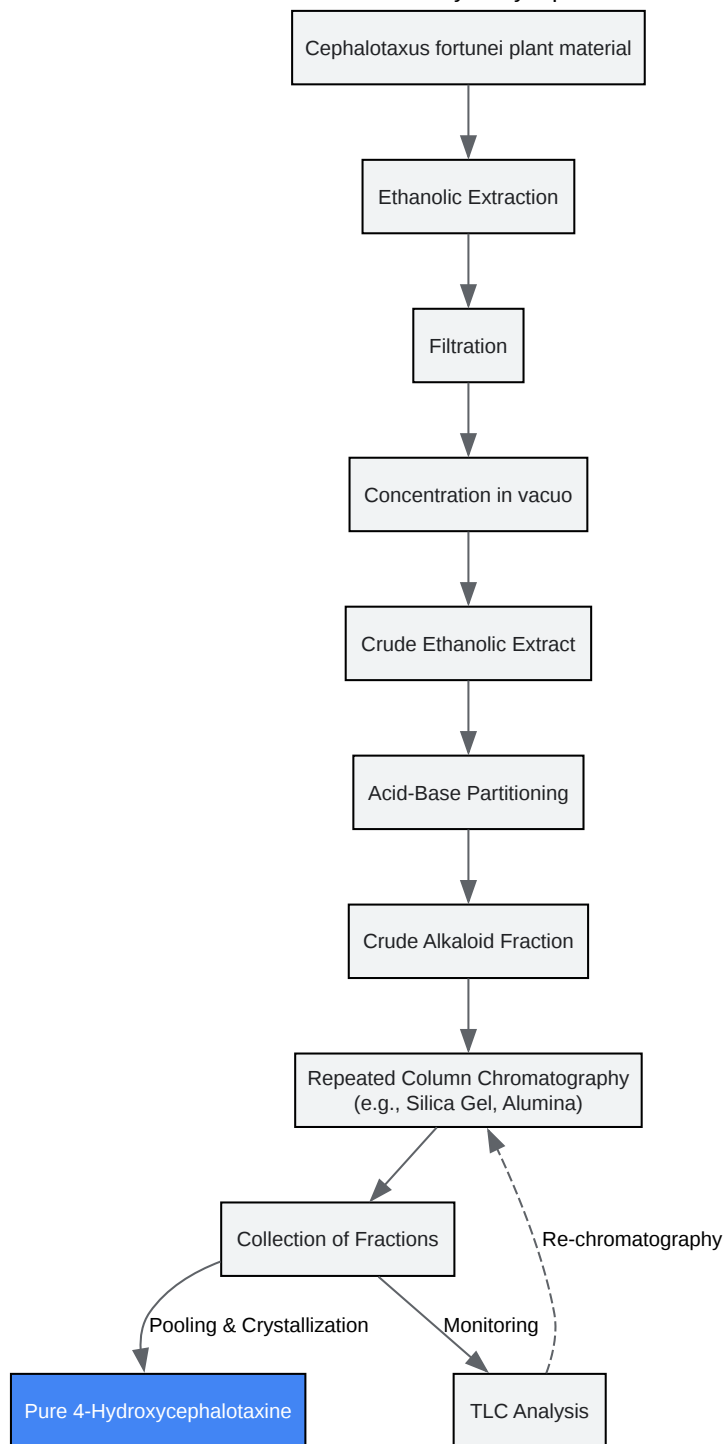 Cephalotaxus fortunei plant material
Ethanolic Extraction
Filtration
Concentration in vacuo
Crude Ethanolic Extract
Acid-Base Partitioning
Crude Alkaloid Fraction
Repeated Column Chromatography
(e.g., Silica Gel, Alumina)
Collection of Fractions
Re-chromatography
Pooling & Crystallization
Monitoring
Pure 4-Hydroxycephalotaxine
TLC Analysis